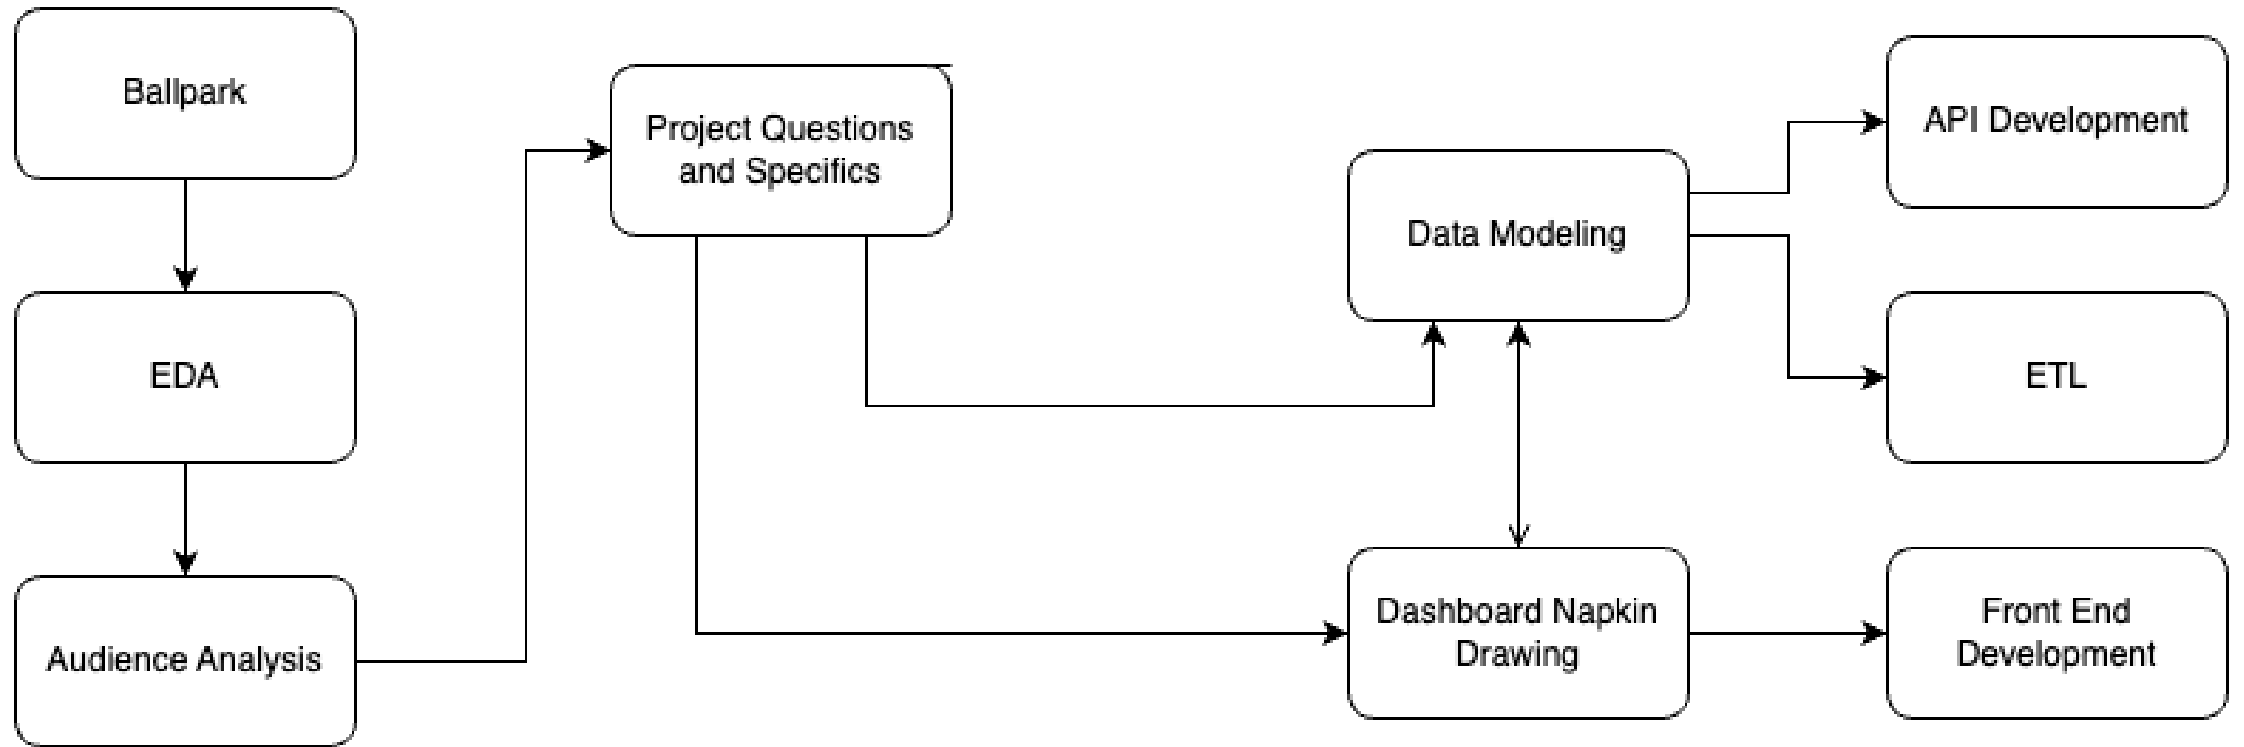 Ballpark
EDA
Audience Analysis
Project Questions
and Specifics
Data Modeling
Dashboard Napkin
Drawing
API Development
ETL
Front End
Development